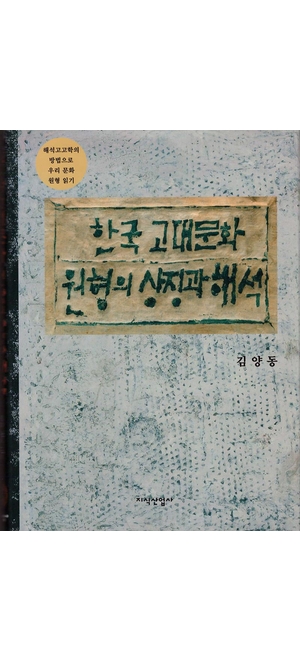 해석고고학의
방법으로
우리 문화
원형 읽기
한국 고대문화
원형의 상징과 해석
김양동
지식산업사